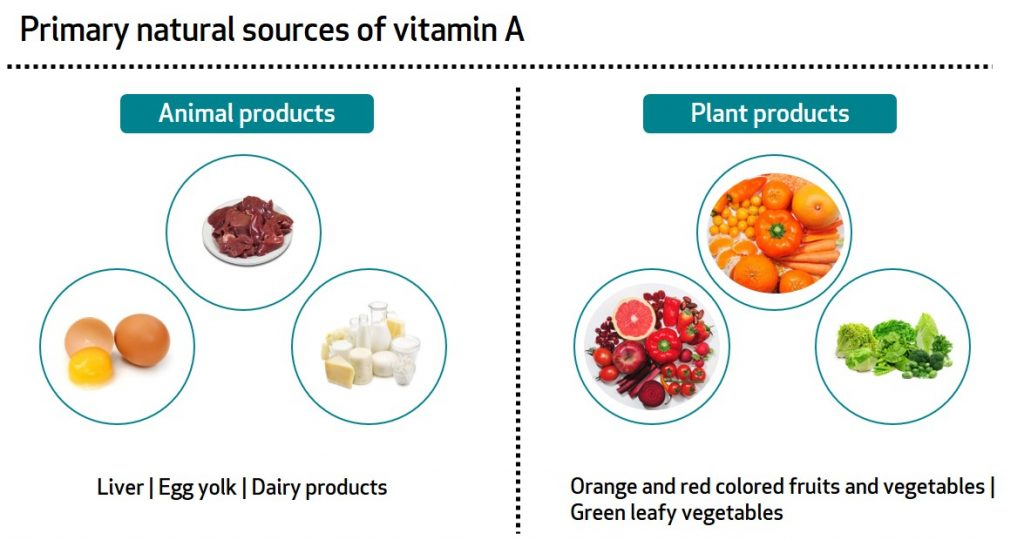 Primary natural sources of vitamin A
Animal products
Liver | Egg yolk | Dairy products
Plant products
Orange and red colored fruits and vegetables |
Green leafy vegetables